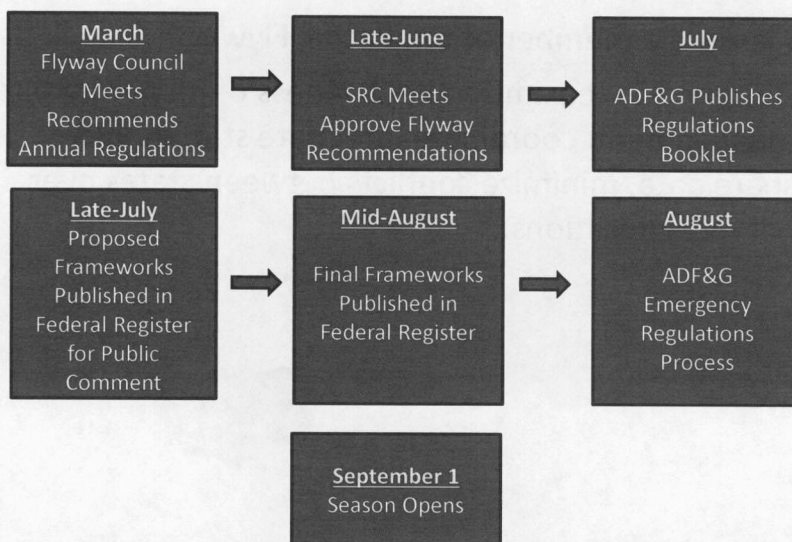 March
Flyway Council
Meets
Recommends
Annual Regulations
Late-June
SRC Meets
Approve Flyway
Recommendations
July
ADF&G Publishes
Regulations
Booklet
Late-July
Proposed
Frameworks
Published in
Federal Register
for Public
Comment
Mid-August
Final Frameworks
Published in
Federal Register
August
ADF&G
Emergency
Regulations
Process
September 1
Season Opens